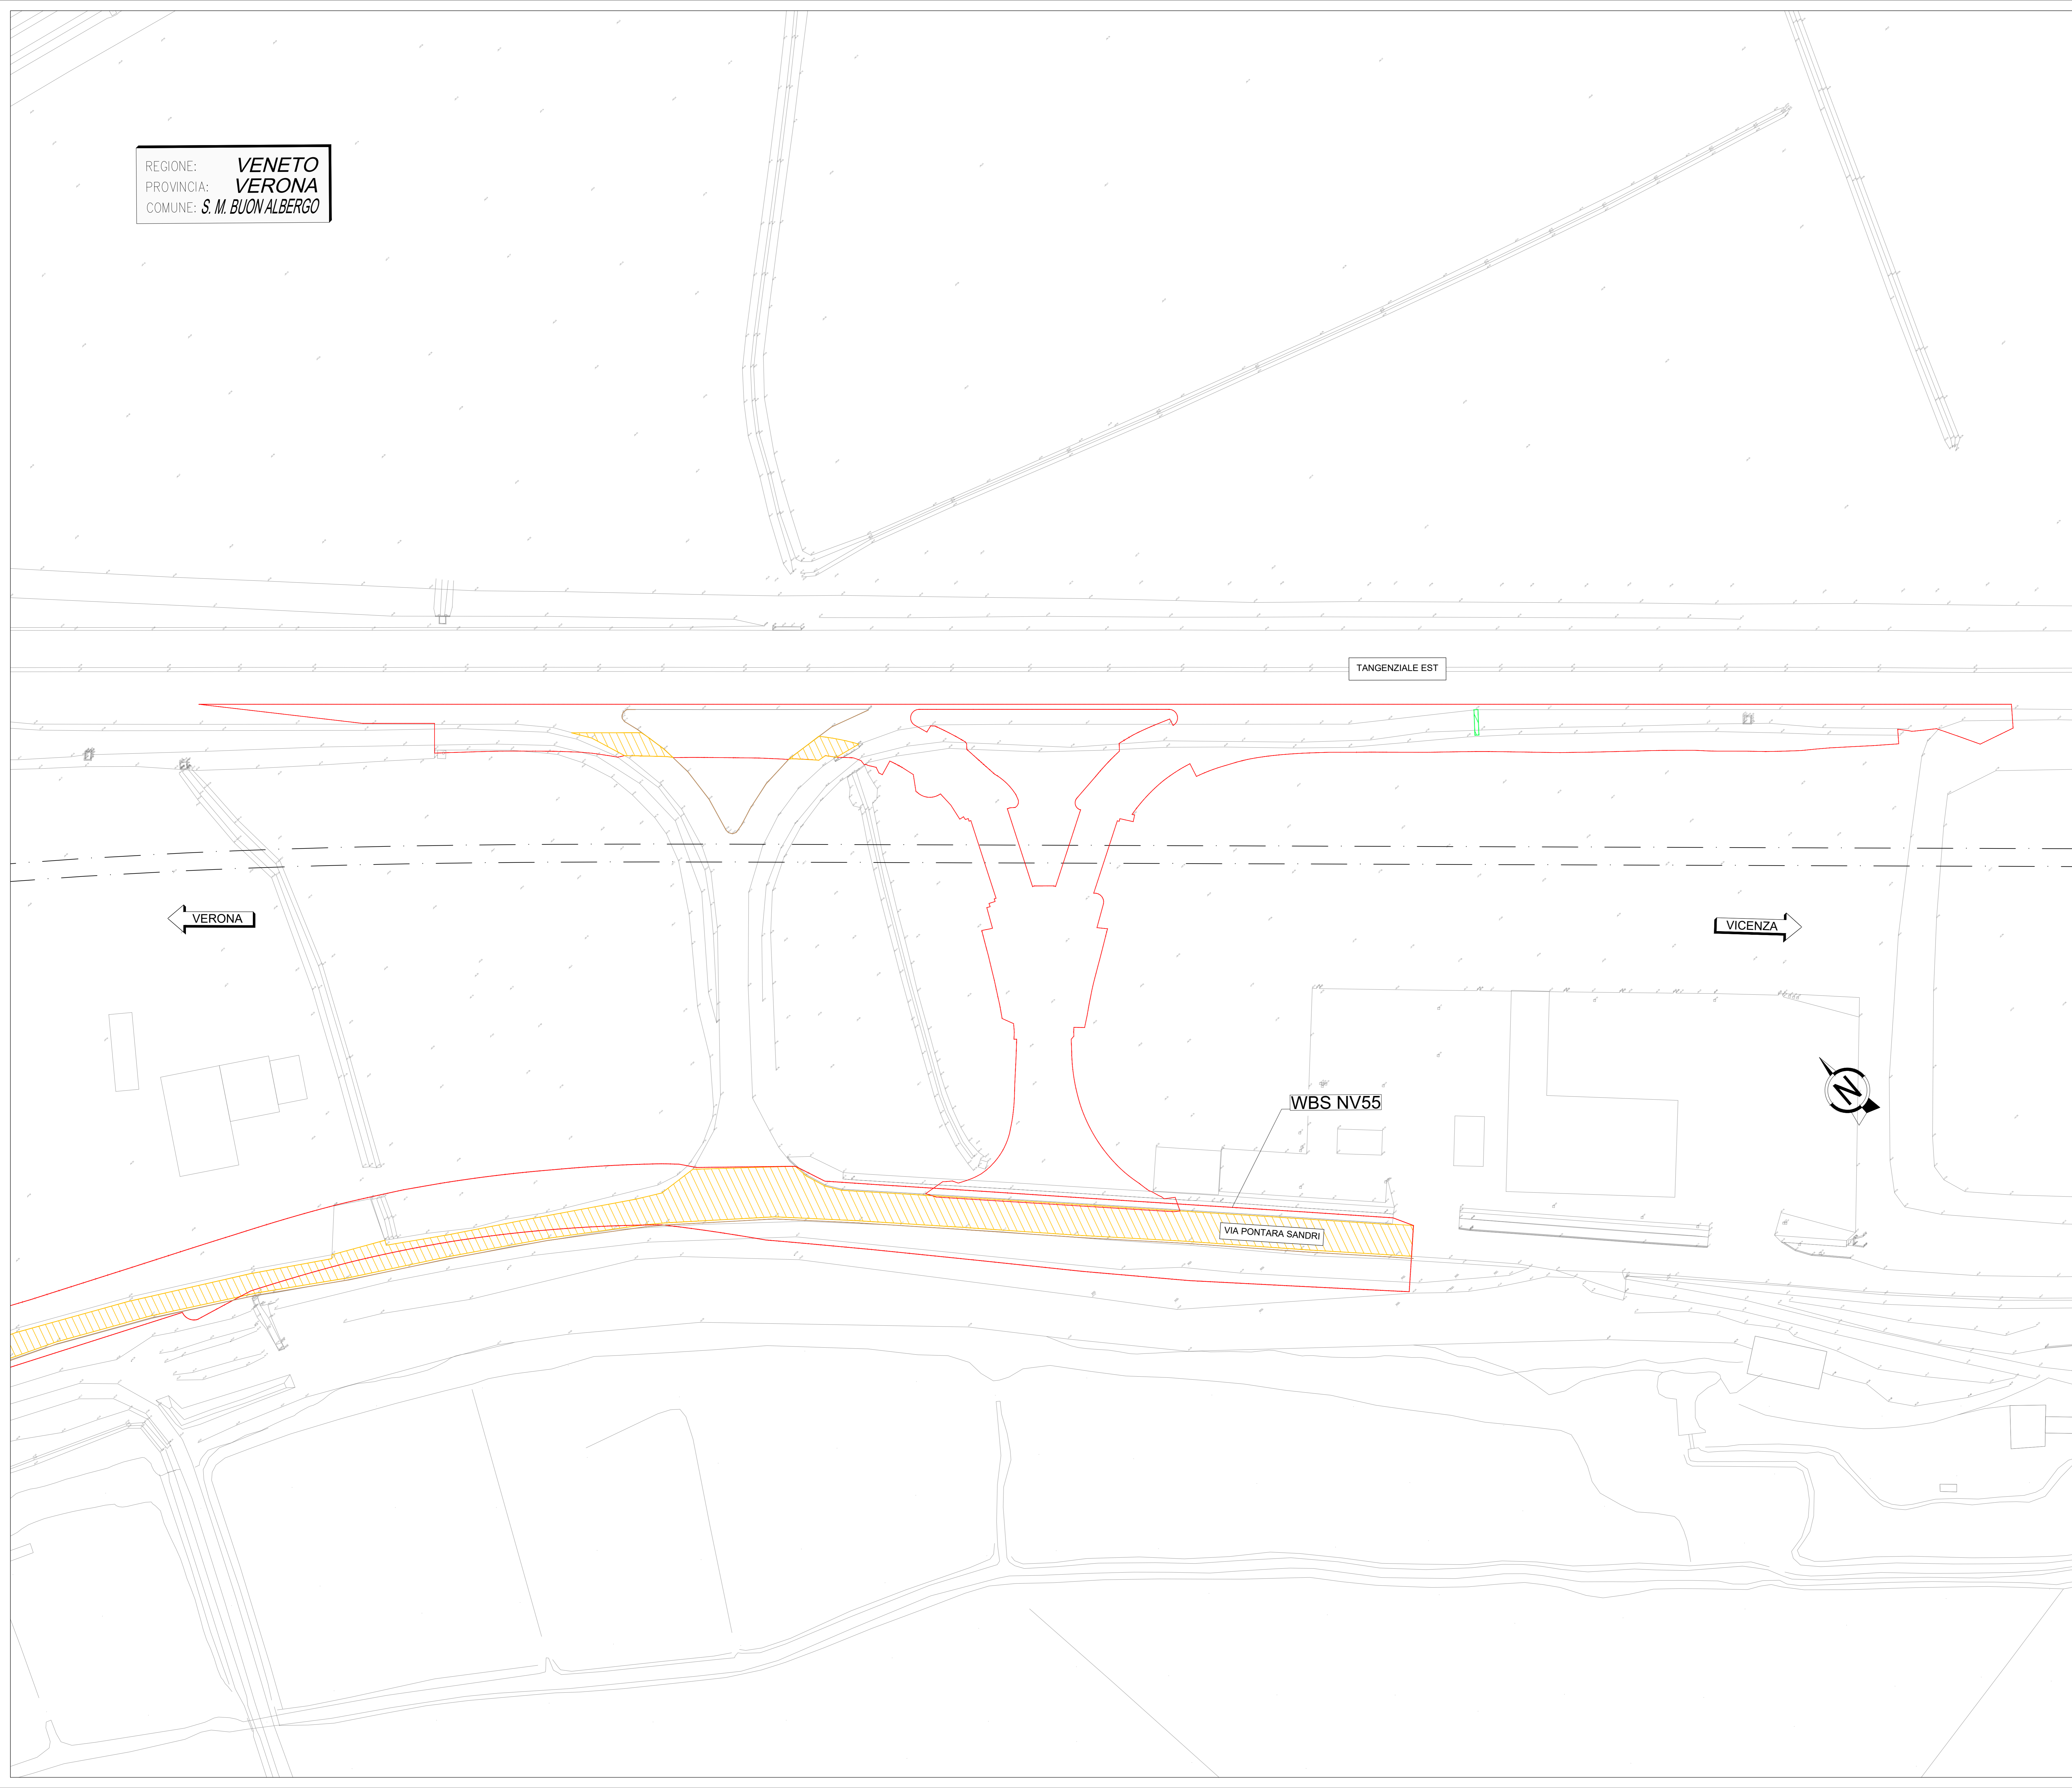 REGIONE: VENETO
PROVINCIA: VERONA
COMUNE: S. M. BUON ALBERGO
TANGENZIALE EST
VERONA
VICENZA
N
WBS NV55
VIA PONTARA SANDRI